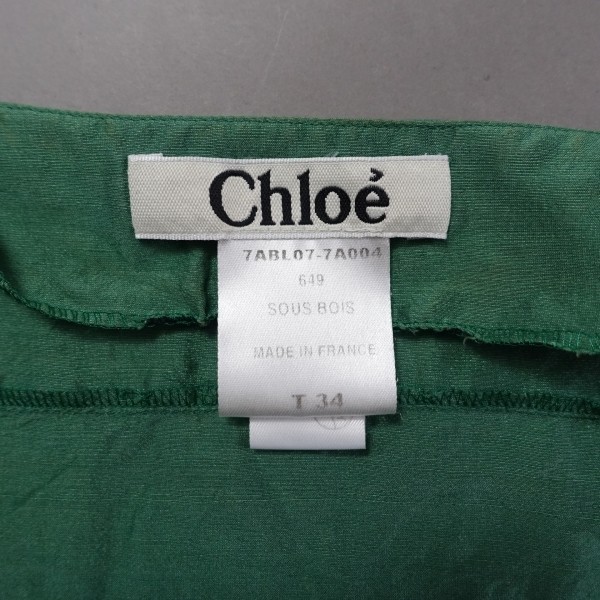 Chloé
7ABL07-7A004
649
SOUS BOIS
MADE IN FRANCE
T 34